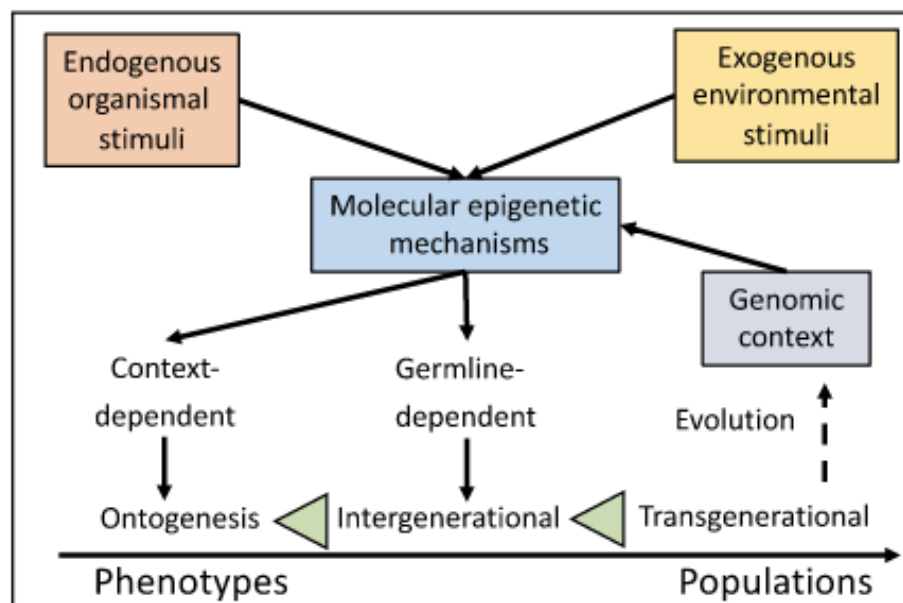 Endogenous
organismal
stimuli
Exogenous
environmental
stimuli
Molecular epigenetic
mechanisms
Genomic
context
Context-
dependent
Germline-
dependent
Evolution
Ontogenesis
Intergenerational
Transgenerational
Phenotypes
Populations